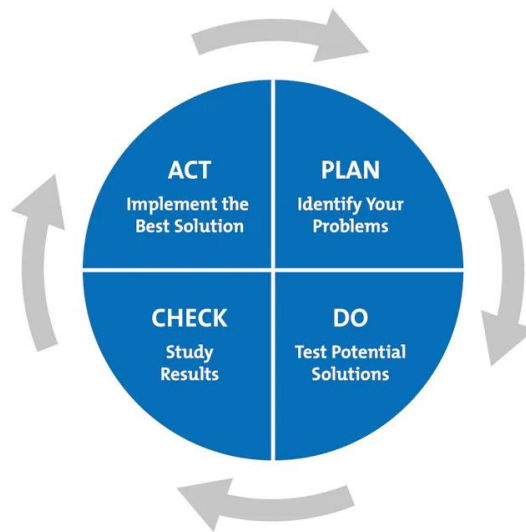 ACT
Implement the
Best Solution
PLAN
Identify Your
Problems
CHECK
Study
Results
DO
Test Potential
Solutions